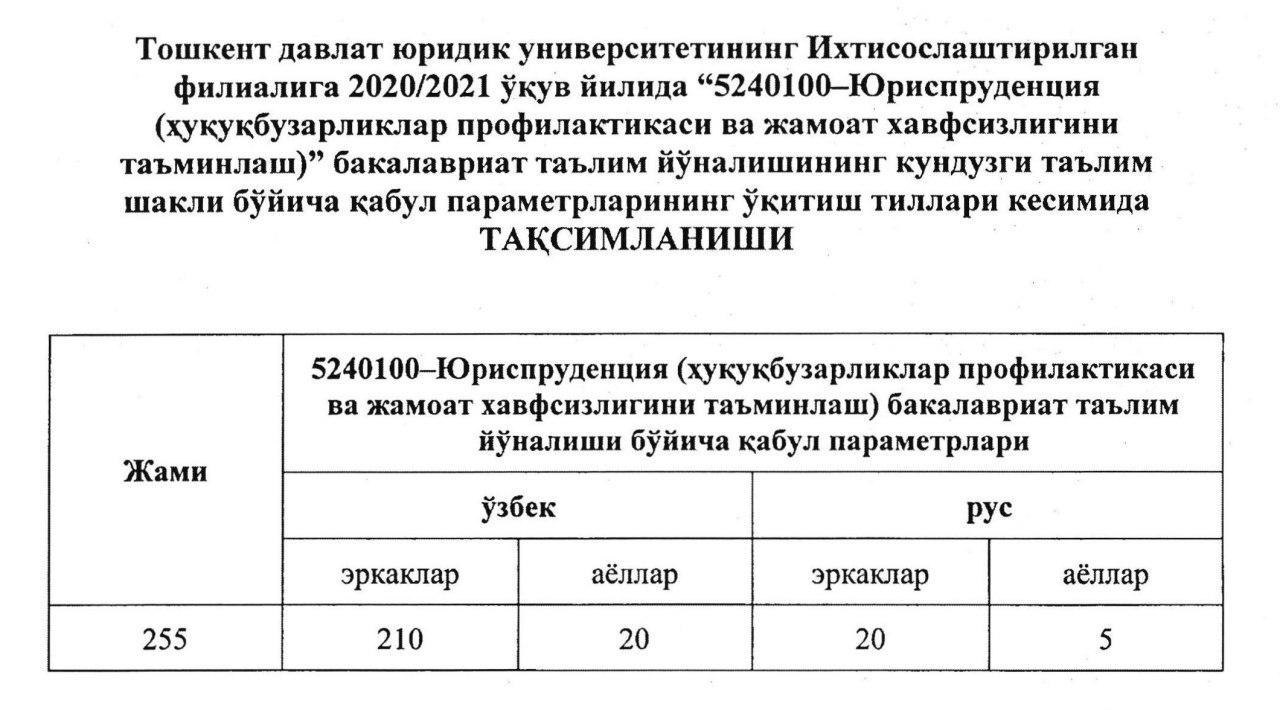 Тошкент давлат юридик университетининг Ихтисослаштирилган
филиалига 2020/2021 ўқув йилида “5240100–Юриспруденция
(ҳуқуқбузарликлар профилактикаси ва жамоат хавфсизлигини
таъминлаш)” бакалавриат таълим йўналишининг кундузги таълим
шакли бўйича қабул параметрларининг ўқитиш тиллари кесимида
ТАҚСИМЛАНИШИ
Жами
5240100–Юриспруденция (ҳуқуқбузарликлар профилактикаси
ва жамоат хавфсизлигини таъминлаш) бакалавриат таълим
йўналиши бўйича қабул параметрлари
ўзбек рус
эркаклар аёллар эркаклар аёллар
255 210 20 20 5